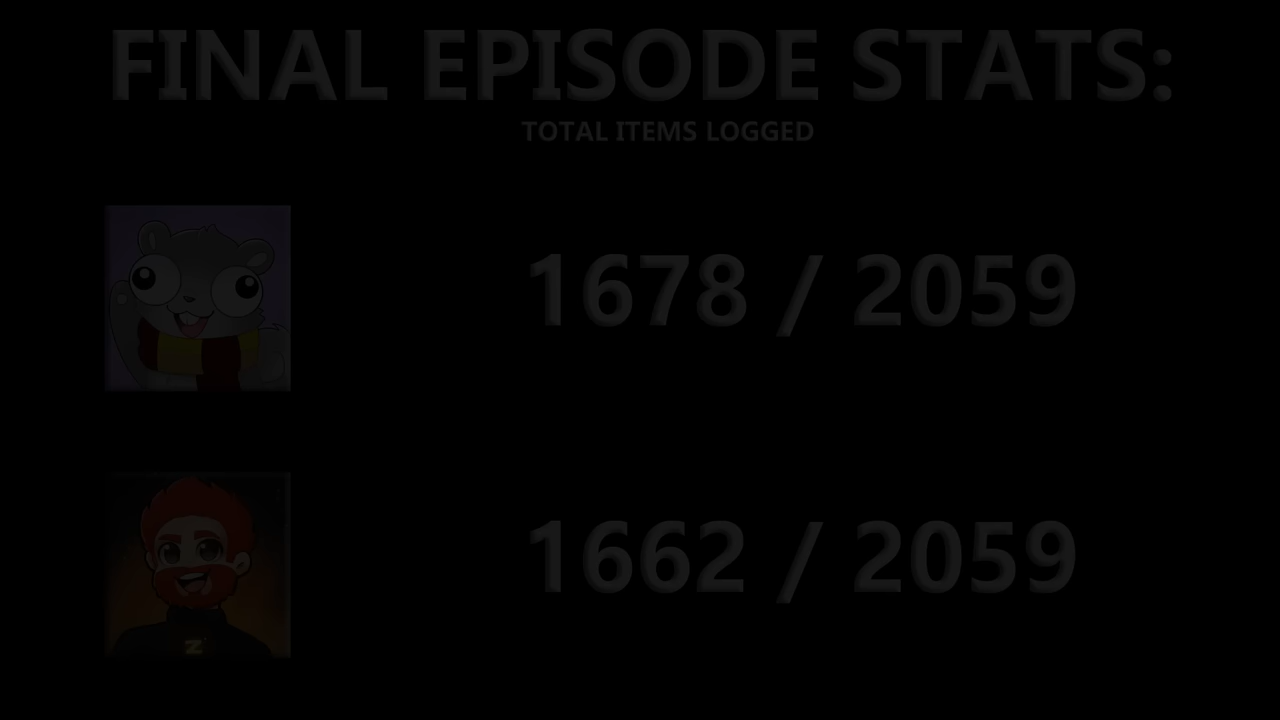 FINAL EPISODE STATS:
TOTAL ITEMS LOGGED
1678 / 2059
1662 / 2059
Z